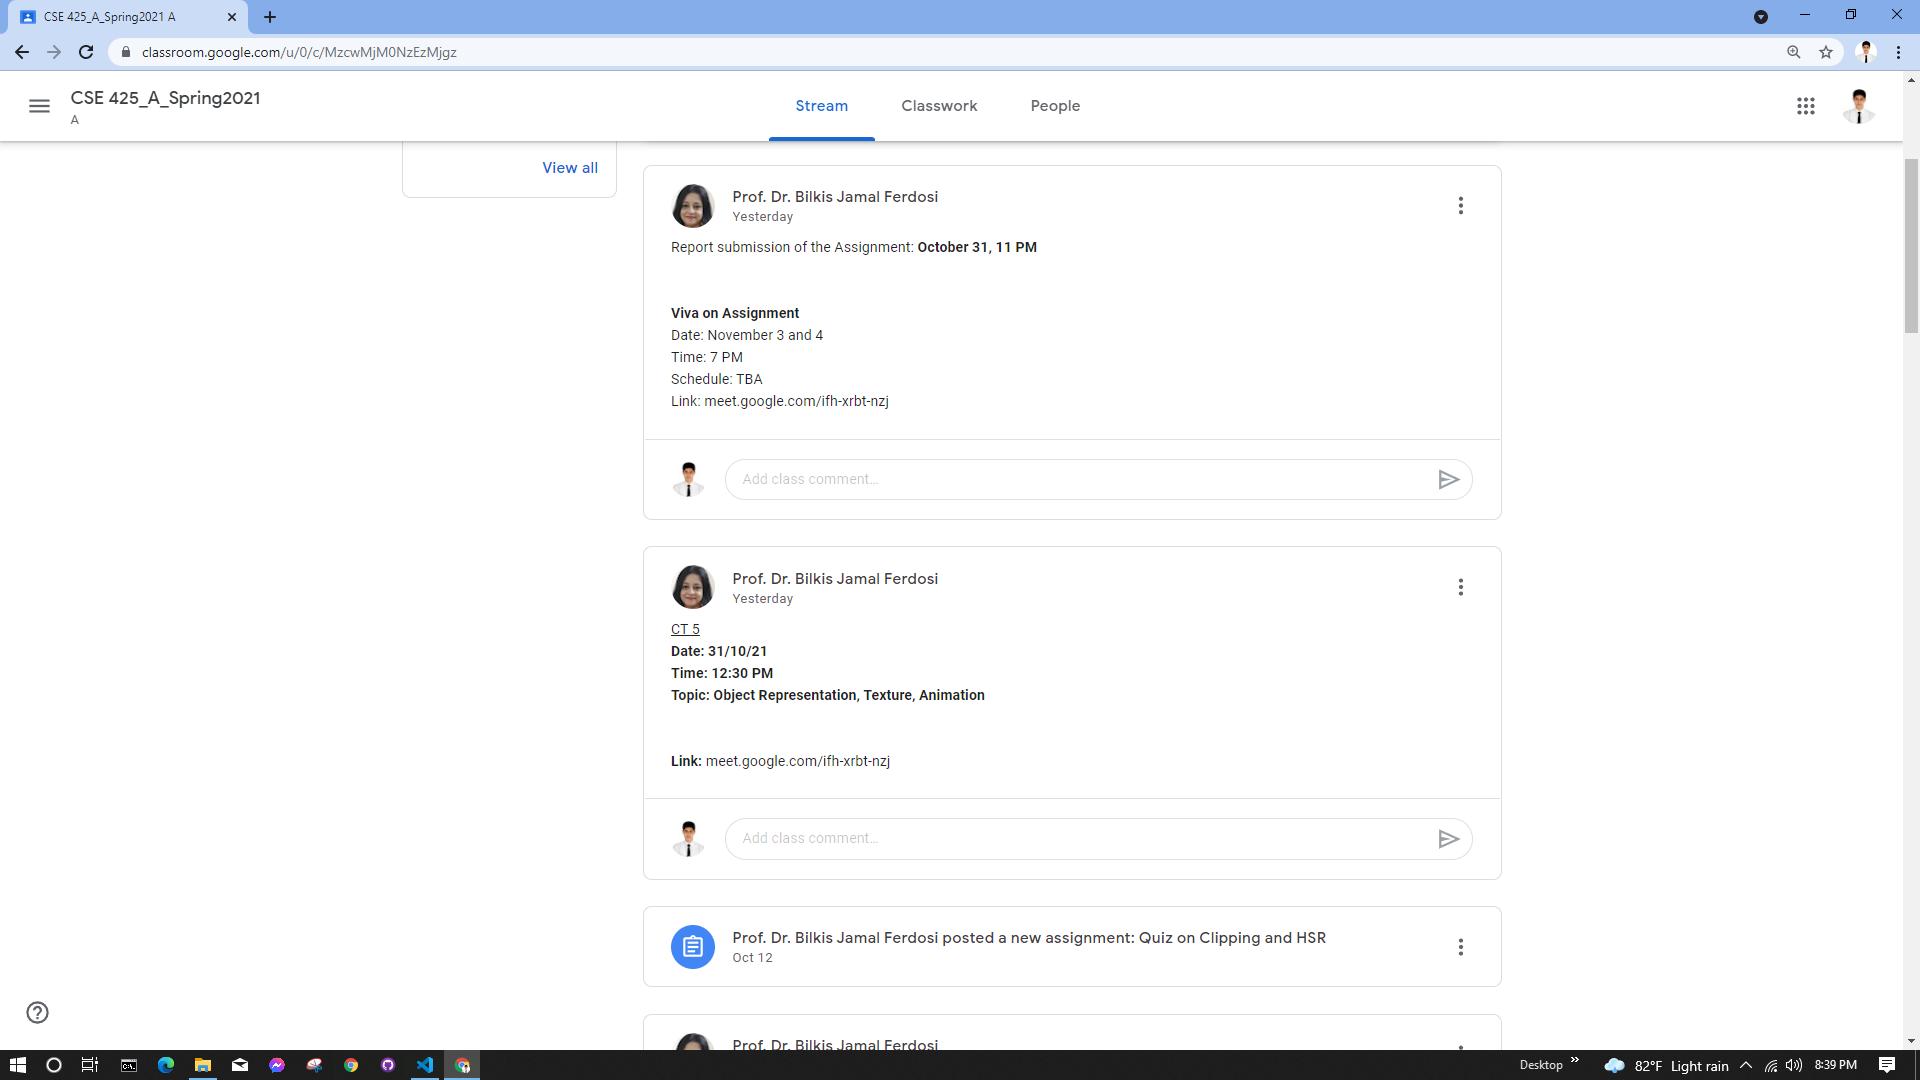 CSE 425_A_Spring2021 A
classroom.google.com/u/0/c/MzcwMjM0NzEzMjgz
CSE 425_A_Spring2021
A
Stream
Classwork
People
View all
Prof. Dr. Bilkis Jamal Ferdosi
Yesterday
Report submission of the Assignment: October 31, 11 PM
Viva on Assignment
Date: November 3 and 4
Time: 7 PM
Schedule: TBA
Link: meet.google.com/ifh-xrbt-nzj
Add class comment...
Prof. Dr. Bilkis Jamal Ferdosi
Yesterday
CT 5
Date: 31/10/21
Time: 12:30 PM
Topic: Object Representation, Texture, Animation
Link: meet.google.com/ifh-xrbt-nzj
Add class comment...
Prof. Dr. Bilkis Jamal Ferdosi posted a new assignment: Quiz on Clipping and HSR
Oct 12
Prof. Dr. Bilkis Jamal Ferdosi
Desktop
82°F Light rain
8:39 PM